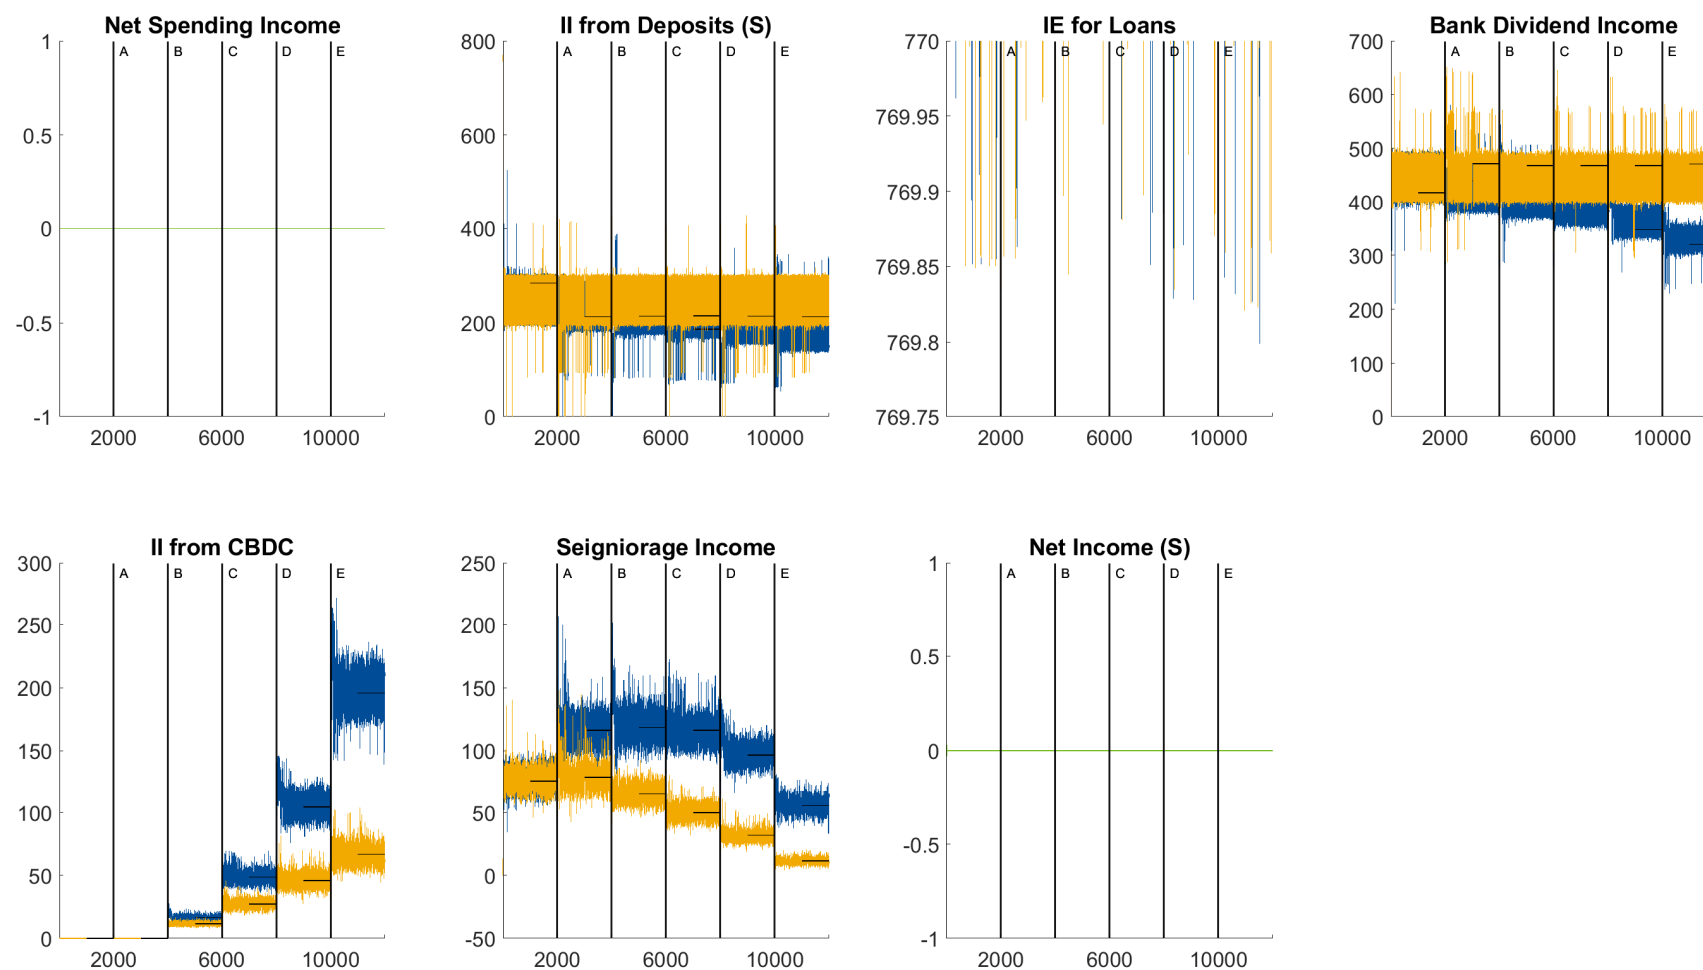 Net Spending Income
1
0.5
0
-0.5
-1
A
B
C
D
E
2000
6000
10000
II from Deposits (S)
800
600
400
200
0
A
B
C
D
E
2000
6000
10000
IE for Loans
770
769.95
769.9
769.85
769.8
769.75
A
B
C
D
E
2000
6000
10000
Bank Dividend Income
700
600
500
400
300
200
100
0
A
B
C
D
E
2000
6000
10000
II from CBDC
300
250
200
150
100
50
0
A
B
C
D
E
2000
6000
10000
Seigniorage Income
250
200
150
100
50
0
-50
A
B
C
D
E
2000
6000
10000
Net Income (S)
1
0.5
0
-0.5
-1
A
B
C
D
E
2000
6000
10000